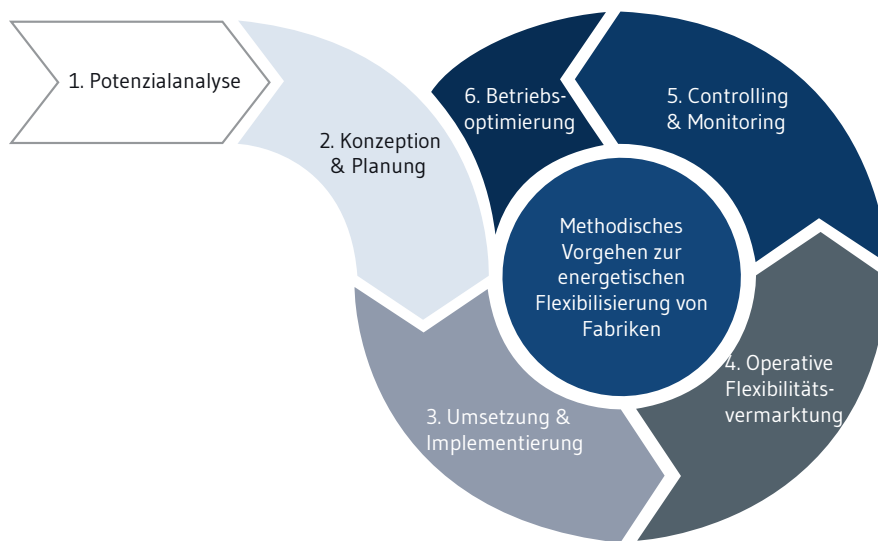 1. Potenzialanalyse
2. Konzeption
& Planung
3. Umsetzung &
Implementierung
4. Operative
Flexibilitäts-
vermarktung
5. Controlling
& Monitoring
6. Betriebs-
optimierung
Methodisches
Vorgehen zur
energetischen
Flexibilisierung von
Fabriken